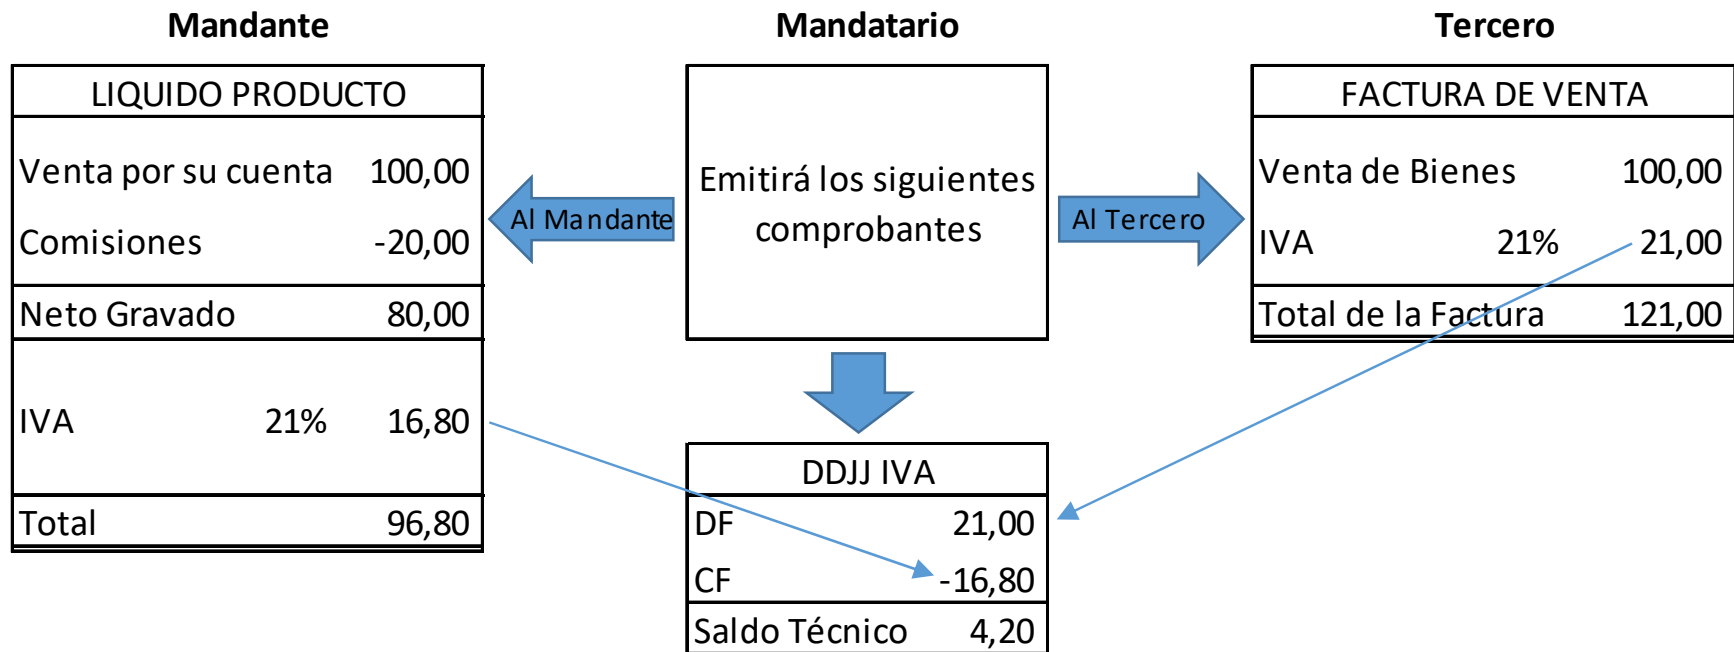 Mandante
Mandatario
Tercero
LIQUIDO PRODUCTO
Venta por su cuenta 100,00
Comisiones -20,00
Neto Gravado 80,00
IVA 21% 16,80
Total 96,80
Al Mandante
Emitirá los siguientes
comprobantes
Al Tercero
FACTURA DE VENTA
Venta de Bienes 100,00
IVA 21% 21,00
Total de la Factura 121,00
DDJJ IVA
DF 21,00
CF -16,80
Saldo Técnico 4,20